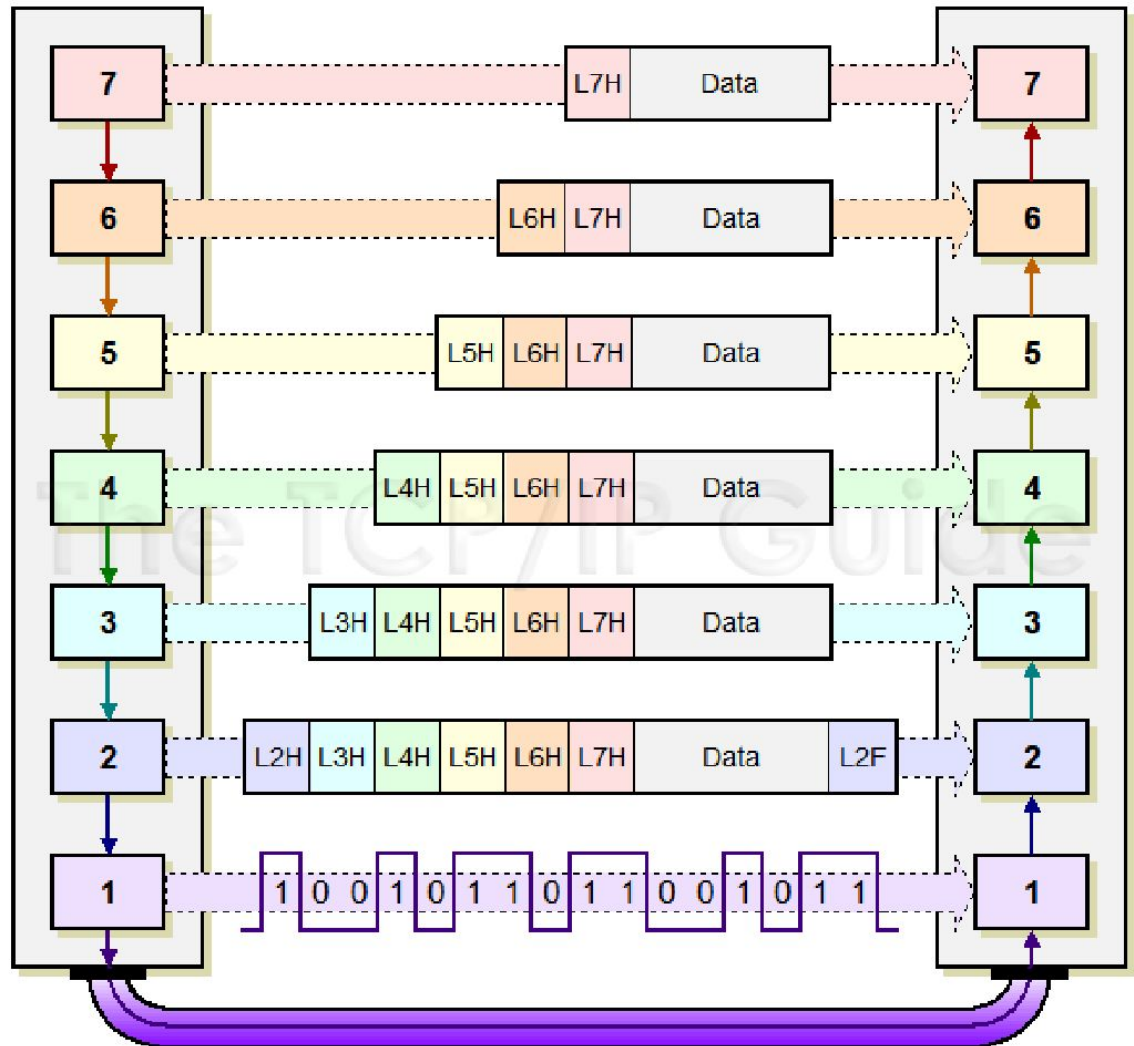 7 L7H Data 7
6 L6H L7H Data 6
5 L5H L6H L7H Data 5
4 L4H L5H L6H L7H Data 4
The TCP/IP Guide
3 L3H L4H L5H L6H L7H Data 3
2 L2H L3H L4H L5H L6H L7H Data L2F 2
1 1 0 0 1 0 1 1 0 1 1 0 0 1 0 1 1 1